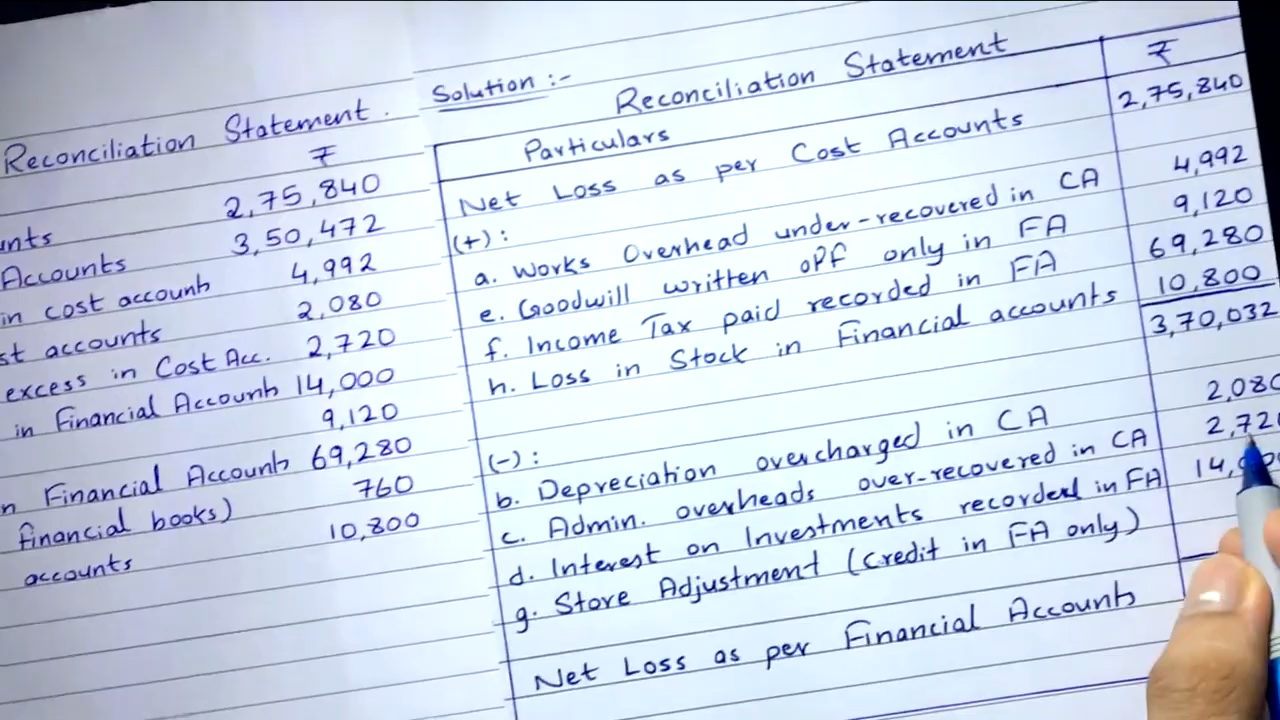 Reconciliation Statement.
₹
2,75,840
unts 3,50,472
Accounts 4,992
in cost accounts 2,080
st accounts 2,720
excess in Cost Acc. 14,000
in Financial Accounts 9,120
69,280
n Financial Accounts 760
financial books) 10,800
accounts
Solution :-
Reconciliation Statement
Particulars ₹
Net Loss as per Cost Accounts 2,75,840
(+):
a. Works Overhead under-recovered in CA 4,992
e. Goodwill written off only in FA 9,120
f. Income Tax paid recorded in FA 69,280
h. Loss in Stock in Financial accounts 10,800
3,70,032
(-):
b. Depreciation overcharged in CA 2,080
c. Admin. overheads over-recovered in CA 2,72
d. Interest on Investments recorded in FA 14,
g. Store Adjustment (credit in FA only)
Net Loss as per Financial Accounts